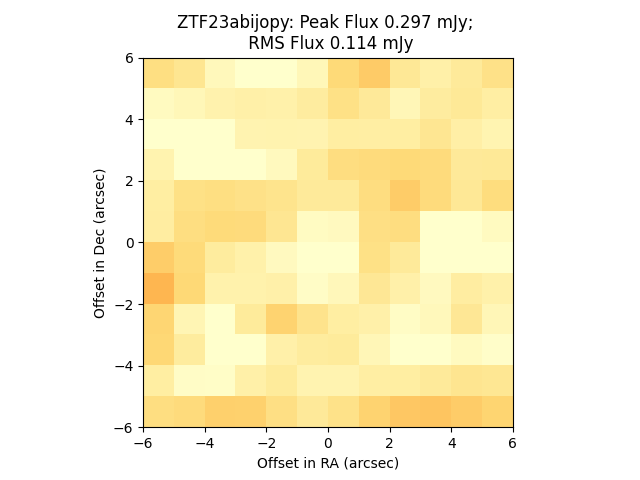 ZTF23abijopy: Peak Flux 0.297 mJy;
RMS Flux 0.114 mJy
6
4
2
0
−2
−4
−6
Offset in Dec (arcsec)
−6 −4 −2 0 2 4 6
Offset in RA (arcsec)